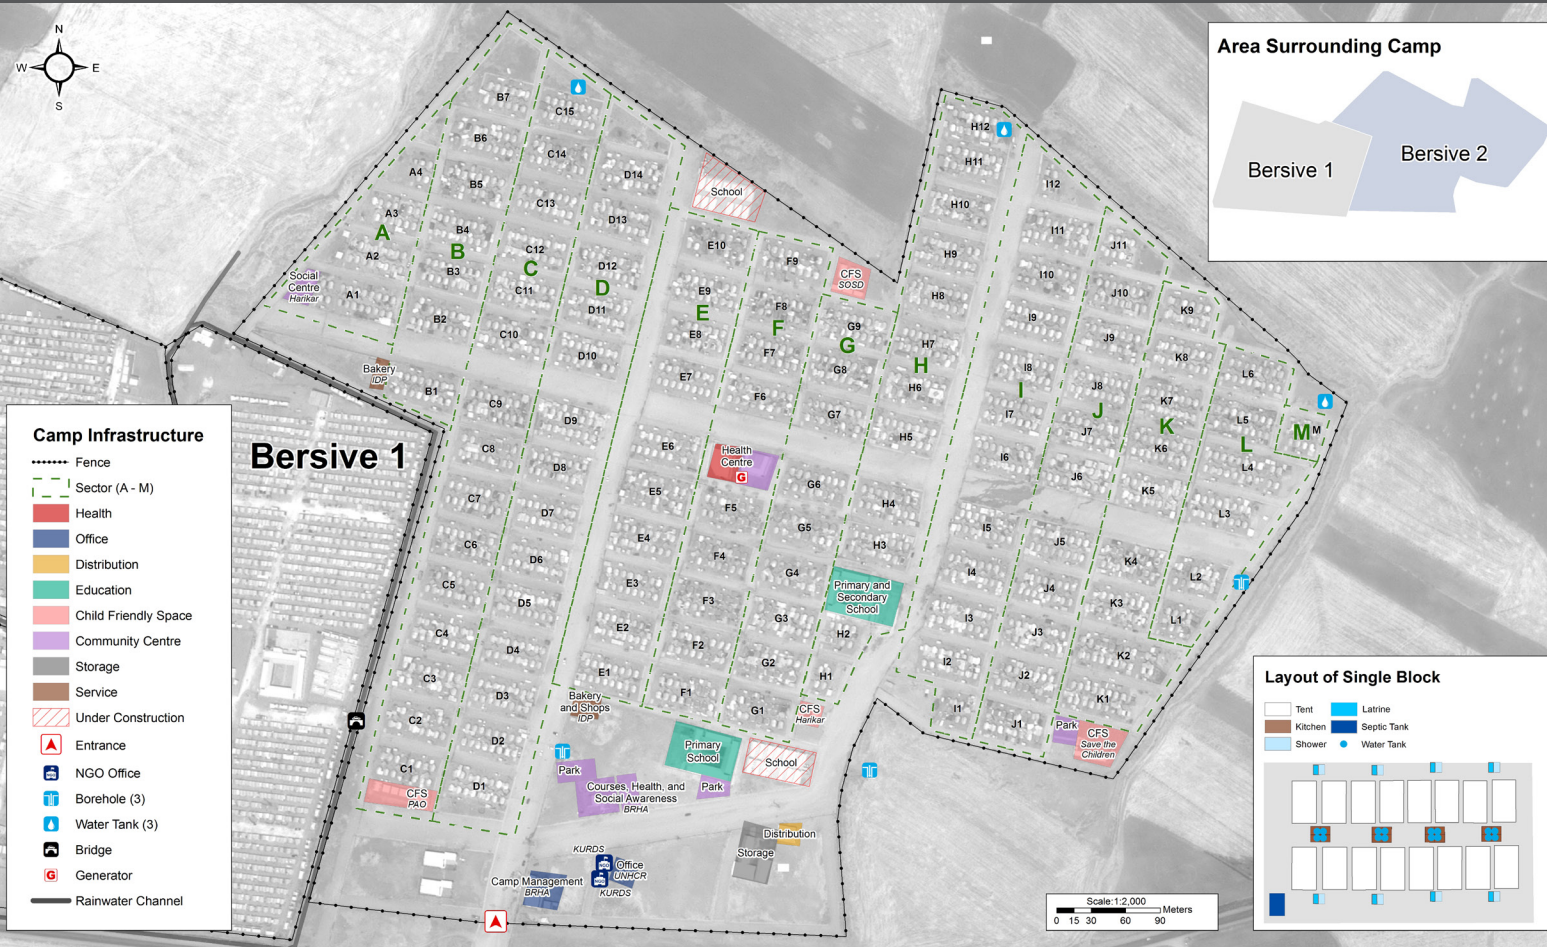 N
W
E
S
Area Surrounding Camp
Bersive 1
Bersive 2
B7
C15
B6
C14
A4
B5
D14
C13
A3
D13
A
B4
C12
B
A2
B3
C
D12
C11
D
Social
Centre
Harikar
A1
D11
B2
C10
D10
School
E10
F9
CFS
SOSD
E9
F8
E
F
G9
E8
G
F7
G8
E7
F6
G7
H12
H11
H10
H9
H8
H7
H
H6
H5
I12
I11
J11
I10
J10
K9
I9
J9
K8
I8
L6
I
J8
K7
I7
J
L5
J7
K
M
M
K6
L
I6
L4
J6
K5
L3
Bakery
IDP
B1
C9
D9
C8
D8
C7
D7
C6
D6
C5
D5
C4
D4
C3
D3
C2
D2
C1
D1
CFS
PAO
E6
Health
Centre
G
E5
G6
F5
H4
G5
E4
H3
F4
G4
E3
Primary and
Secondary
School
F3
G3
E2
H2
F2
G2
E1
H1
F1
G1
CFS
Harikar
I5
J5
K4
I4
L2
J4
K3
I3
L1
J3
K2
I2
J2
K1
I1
J1
Park
CFS
Save the
Children
Bakery
and Shops
IDP
Primary
School
School
Park
Courses, Health, and
Social Awareness
BRHA
Park
Distribution
Storage
KURDS
NGO
Office
UNHCR
NGO
KURDS
Camp Management
BRHA
Bersive 1
Camp Infrastructure
Fence
Sector (A - M)
Health
Office
Distribution
Education
Child Friendly Space
Community Centre
Storage
Service
Under Construction
Entrance
NGO Office
Borehole (3)
Water Tank (3)
Bridge
G Generator
Rainwater Channel
Scale:1:2,000
Meters
0 15 30 60 90
Layout of Single Block
Tent
Latrine
Kitchen
Septic Tank
Shower
Water Tank